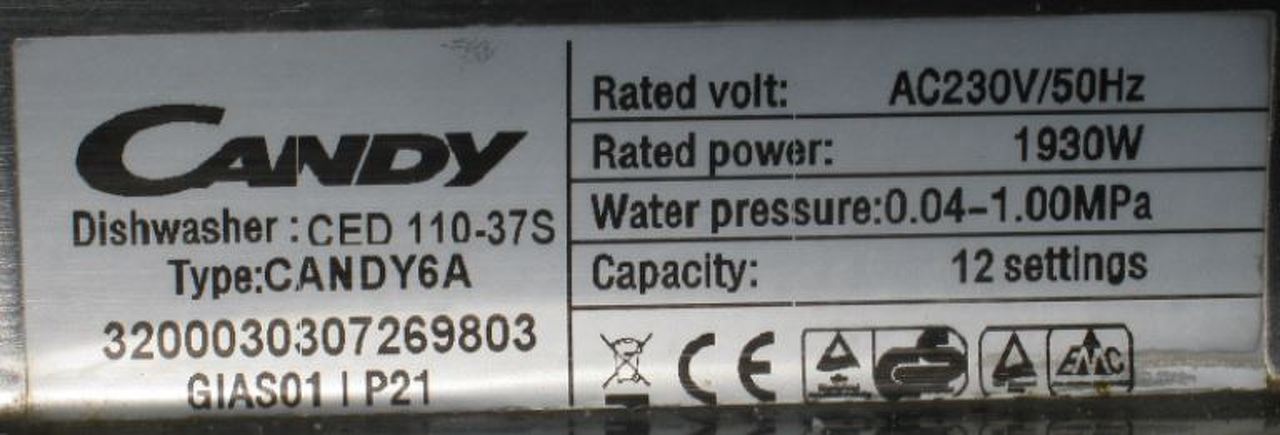 CANDY
Dishwasher : CED 110-37S
Type:CANDY6A
3200030307269803
GIAS01 | P21
Rated volt: AC230V/50Hz
Rated power: 1930W
Water pressure:0.04-1.00MPa
Capacity: 12 settings
CE
EMC